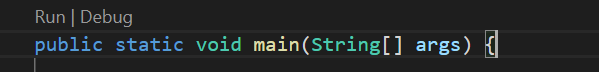 Run | Debug
public static void main(String[] args) {